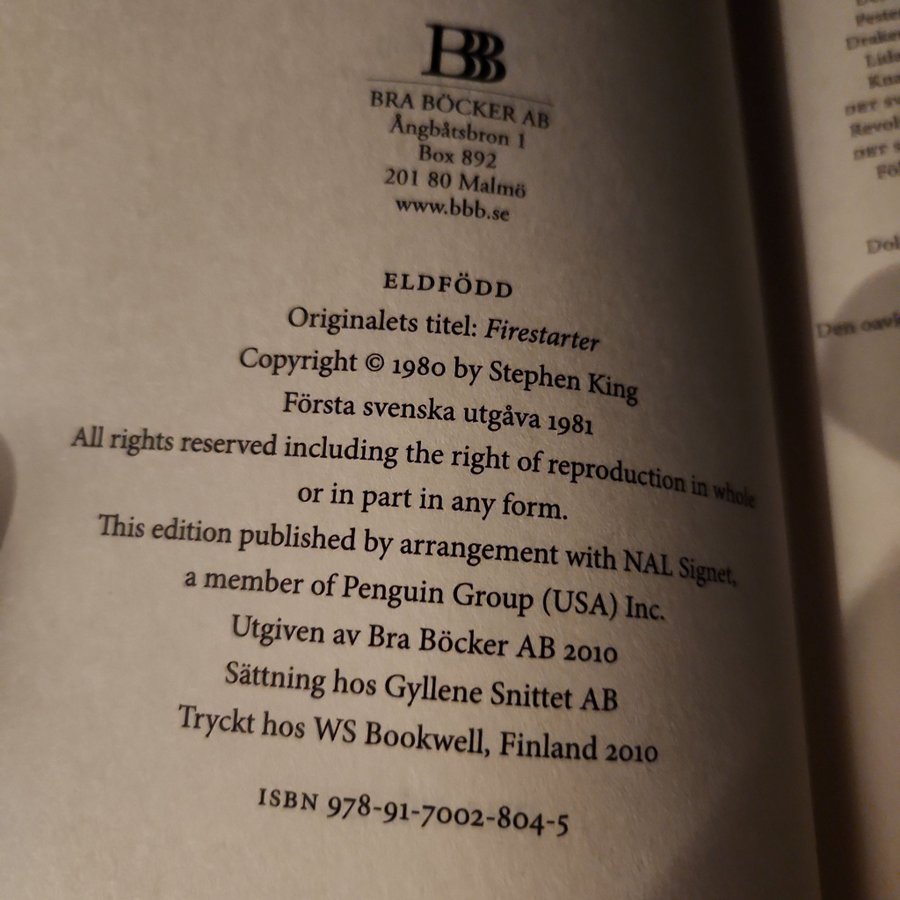 BBB
BRA BÖCKER AB
Ångbåtsbron 1
Box 892
201 80 Malmö
www.bbb.se
ELDFÖDD
Originalets titel: Firestarter
Copyright © 1980 by Stephen King
Första svenska utgåva 1981
All rights reserved including the right of reproduction in whole
or in part in any form.
This edition published by arrangement with NAL Signet,
a member of Penguin Group (USA) Inc.
Utgiven av Bra Böcker AB 2010
Sättning hos Gyllene Snittet AB
Tryckt hos WS Bookwell, Finland 2010
ISBN 978-91-7002-804-5